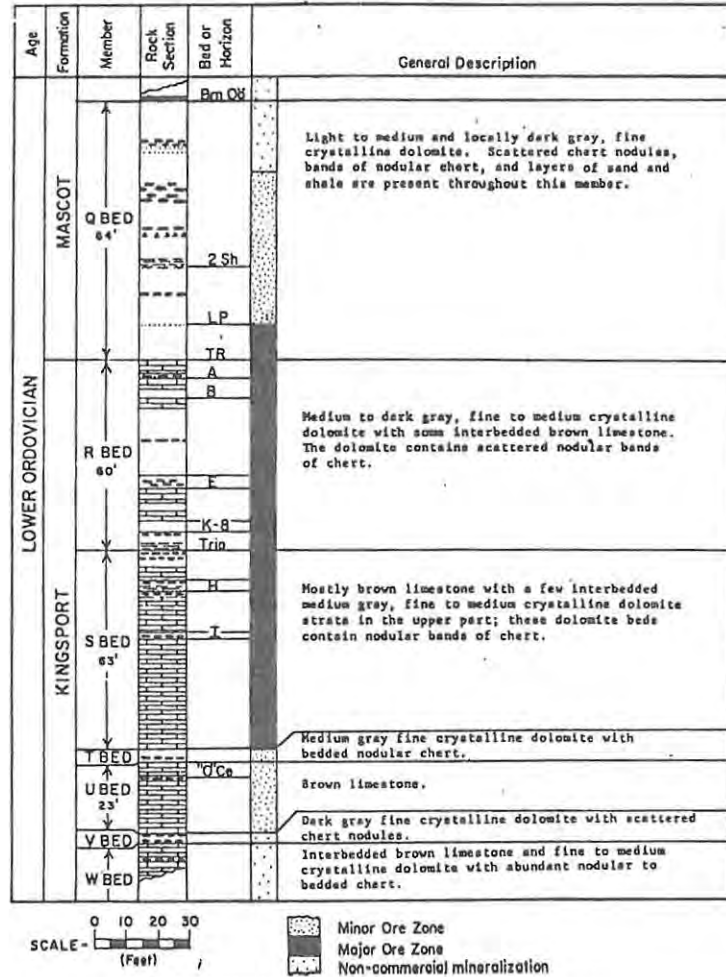 Age
Formation
Member
Rock Section
Bed or Horizon
General Description
LOWER ORDOVICIAN
MASCOT
KINGSPORT
Bm 08
Q BED
64'
2 Sh
LP
TR
Light to medium and locally dark gray, fine
crystalline dolomite. Scattered chert nodules,
bands of nodular chert, and layers of sand and
shale are present throughout this member.
A
B
R BED
60'
E
K-8
Trio
Medium to dark gray, fine to medium crystalline
dolomite with some interbedded brown limestone.
The dolomite contains scattered nodular bands
of chert.
H
I
S BED
63'
Mostly brown limestone with a few interbedded
medium gray, fine to medium crystalline dolomite
strata in the upper part; these dolomite beds
contain nodular bands of chert.
T BED
Medium gray fine crystalline dolomite with
bedded nodular chert.
"O"Ce
U BED
23'
Brown limestone.
V BED
Dark gray fine crystalline dolomite with scattered
chert nodules.
W BED
Interbedded brown limestone and fine to medium
crystalline dolomite with abundant nodular to
bedded chert.
SCALE=
0 10 20 30
(Feet)
Minor Ore Zone
Major Ore Zone
Non-commercial mineralization